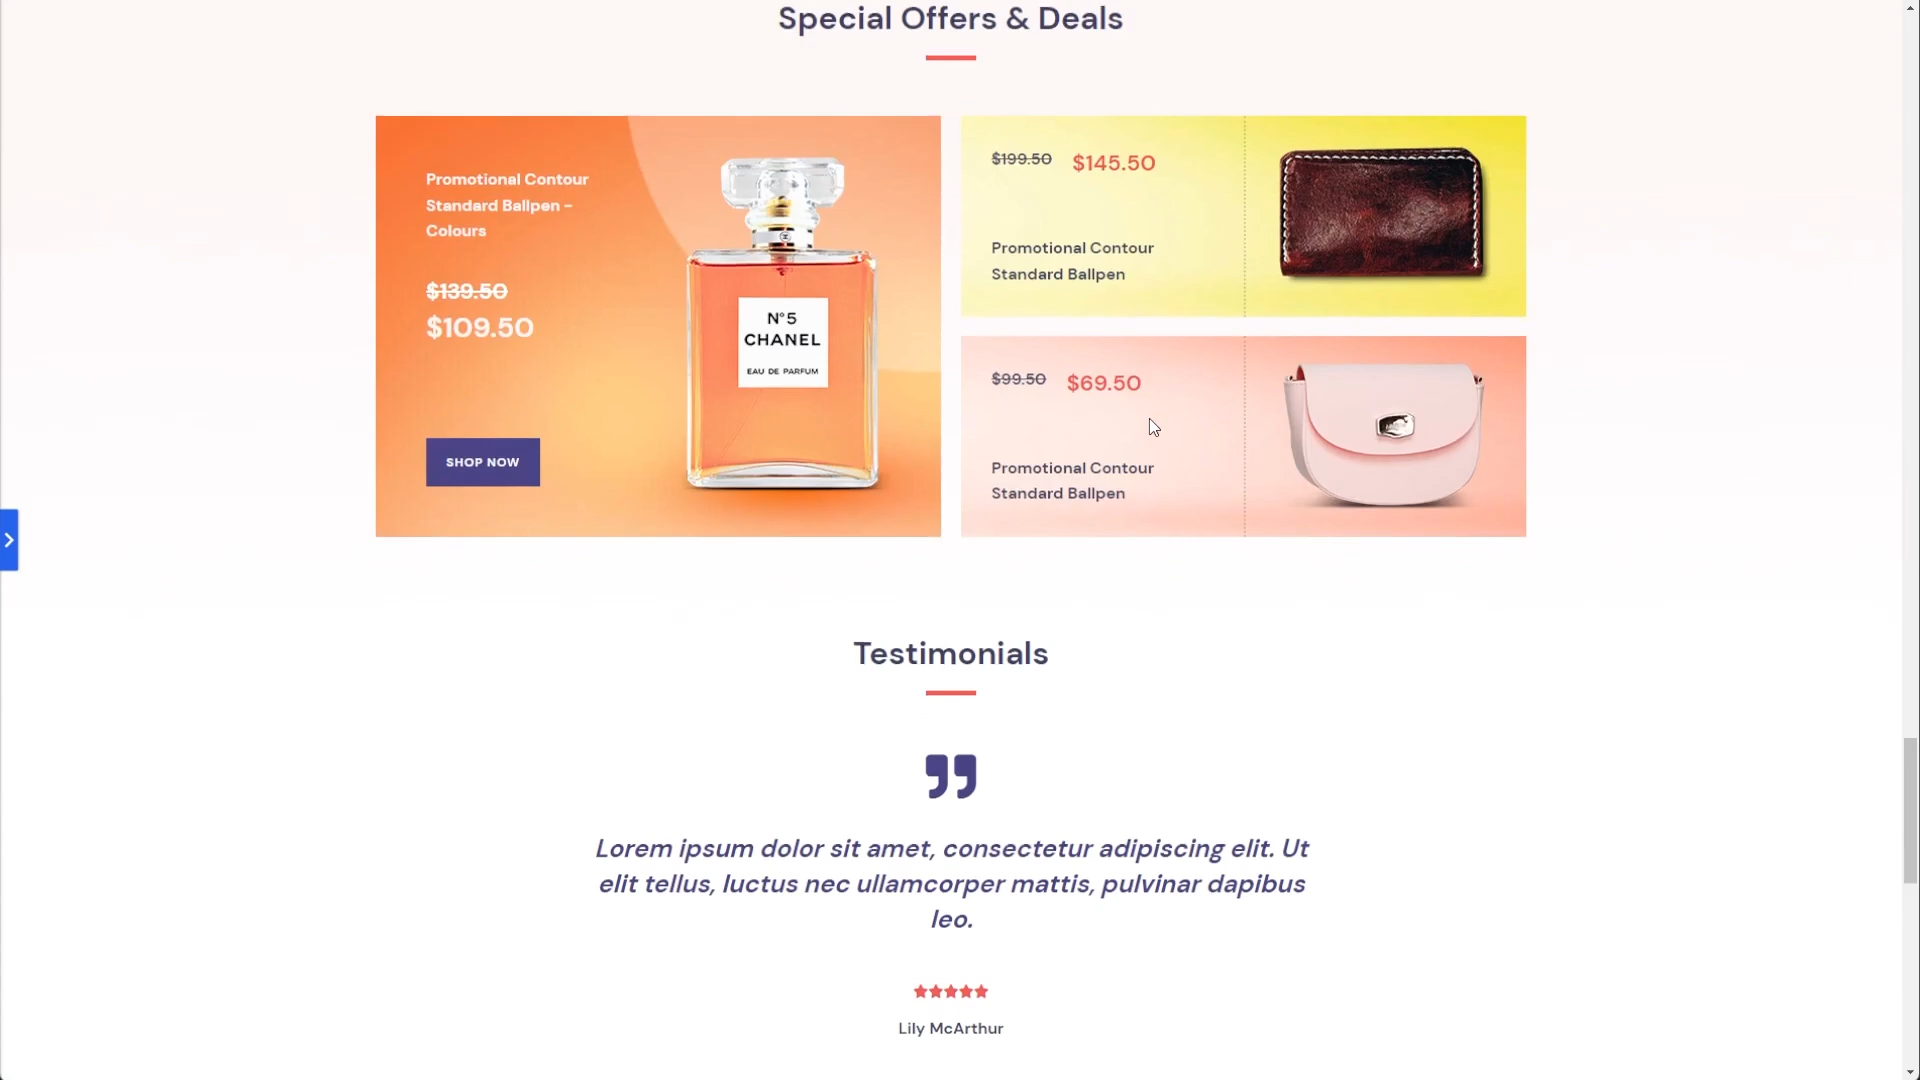 Special Offers & Deals
Promotional Contour
Standard Ballpen –
Colours
$139.50
$109.50
SHOP NOW
N°5
CHANEL
EAU DE PARFUM
$199.50 $145.50
Promotional Contour
Standard Ballpen
$99.50 $69.50
Promotional Contour
Standard Ballpen
Testimonials
Lorem ipsum dolor sit amet, consectetur adipiscing elit. Ut
elit tellus, luctus nec ullamcorper mattis, pulvinar dapibus
leo.
Lily McArthur